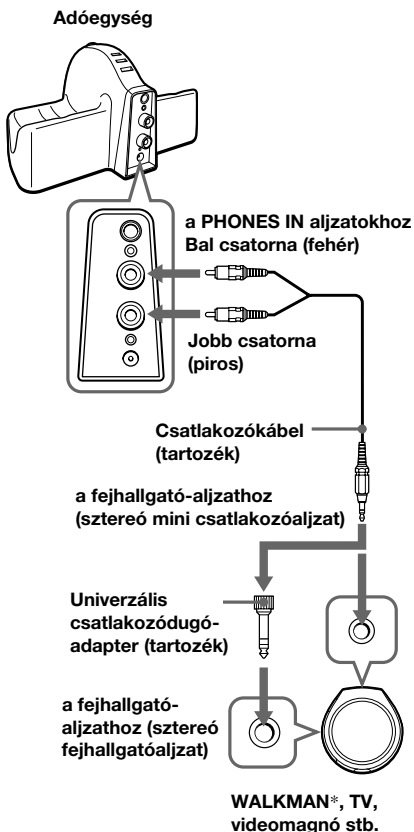 Adóegység
a PHONES IN aljzatokhoz
Bal csatorna (fehér)
Jobb csatorna
(piros)
Csatlakozókábel
(tartozék)
a fejhallgató-aljzathoz
(sztereó mini csatlakozóaljzat)
Univerzális
csatlakozódugó-
adapter (tartozék)
a fejhallgató-
aljzathoz (sztereó
fejhallgatóaljzat)
WALKMAN*, TV,
videomagnó stb.